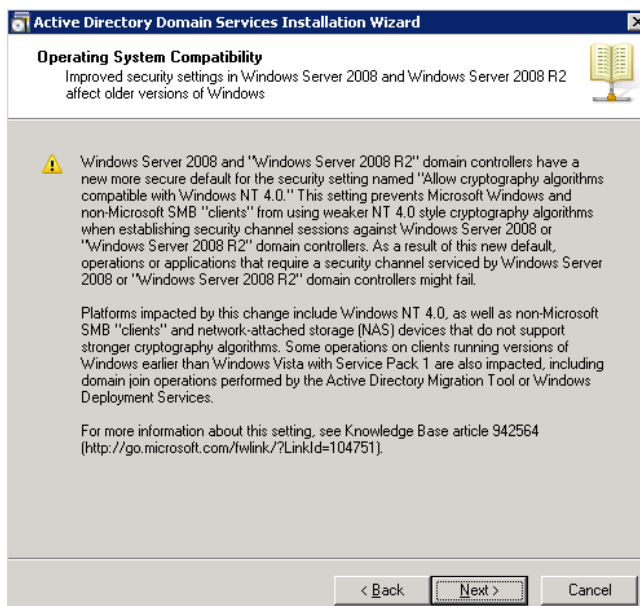 Active Directory Domain Services Installation Wizard
Operating System Compatibility
Improved security settings in Windows Server 2008 and Windows Server 2008 R2
affect older versions of Windows
Windows Server 2008 and "Windows Server 2008 R2" domain controllers have a
new more secure default for the security setting named "Allow cryptography algorithms
compatible with Windows NT 4.0." This setting prevents Microsoft Windows and
non-Microsoft SMB "clients" from using weaker NT 4.0 style cryptography algorithms
when establishing security channel sessions against Windows Server 2008 or
"Windows Server 2008 R2" domain controllers. As a result of this new default,
operations or applications that require a security channel serviced by Windows Server
2008 or "Windows Server 2008 R2" domain controllers might fail.
Platforms impacted by this change include Windows NT 4.0, as well as non-Microsoft
SMB "clients" and network-attached storage (NAS) devices that do not support
stronger cryptography algorithms. Some operations on clients running versions of
Windows earlier than Windows Vista with Service Pack 1 are also impacted, including
domain join operations performed by the Active Directory Migration Tool or Windows
Deployment Services.
For more information about this setting, see Knowledge Base article 942564
(http://go.microsoft.com/fwlink/?LinkId=104751).
< Back Next > Cancel